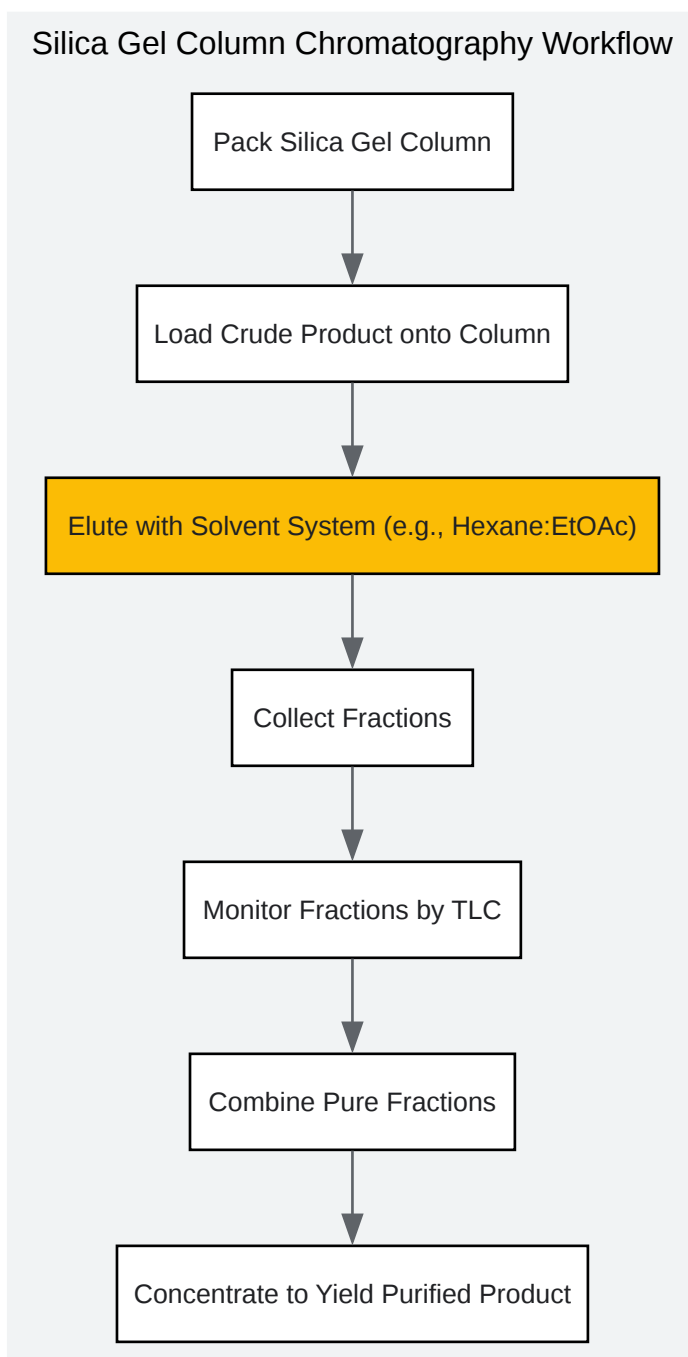 Silica Gel Column Chromatography Workflow
Pack Silica Gel Column
Load Crude Product onto Column
Elute with Solvent System (e.g., Hexane:EtOAc)
Collect Fractions
Monitor Fractions by TLC
Combine Pure Fractions
Concentrate to Yield Purified Product